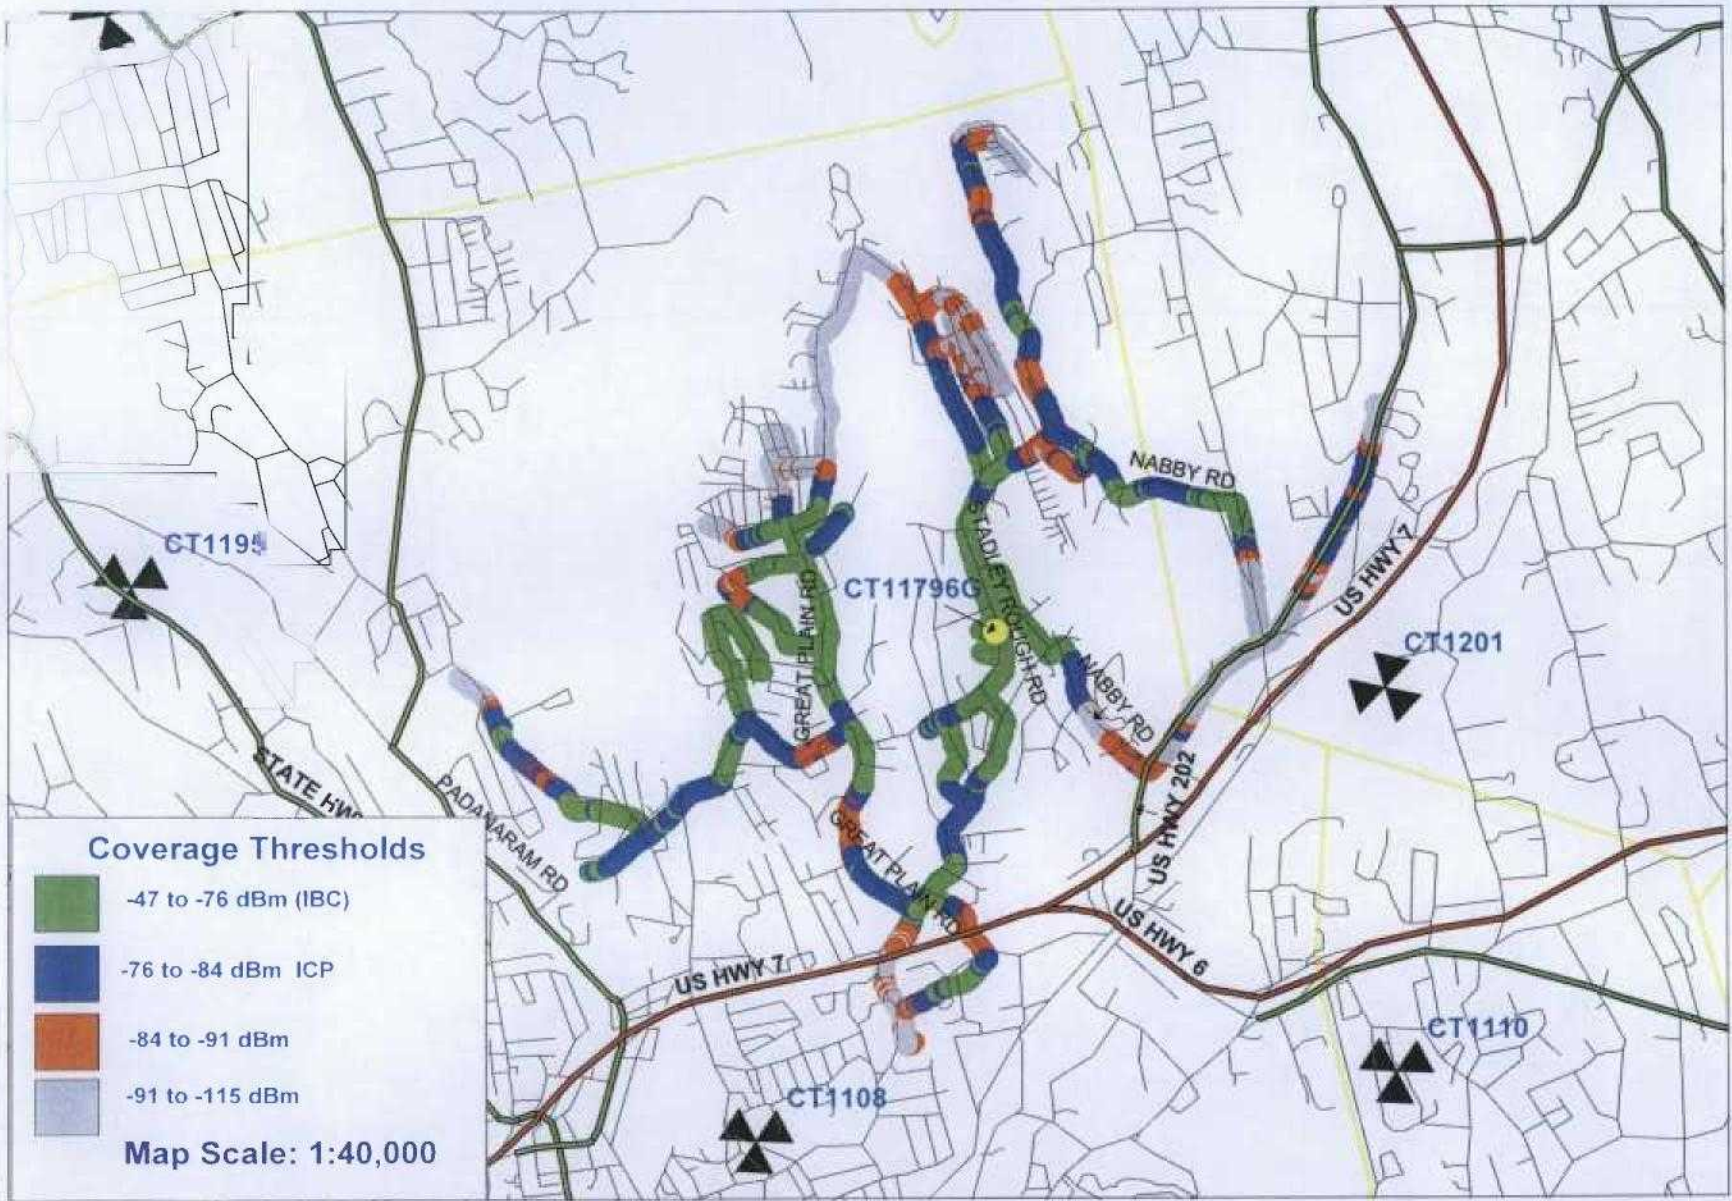 NABBY RD
CT1195
US HWY 7
CT11796G
STADLEY ROUGH RD
GREAT PLAIN RD
CT1201
NABBY RD
STATE HWY
PADANARAM RD
US HWY 202
GREAT PLAIN RD
US HWY 6
US HWY 7
CT1110
CT1108
Coverage Thresholds
-47 to -76 dBm (IBC)
-76 to -84 dBm ICP
-84 to -91 dBm
-91 to -115 dBm
Map Scale: 1:40,000